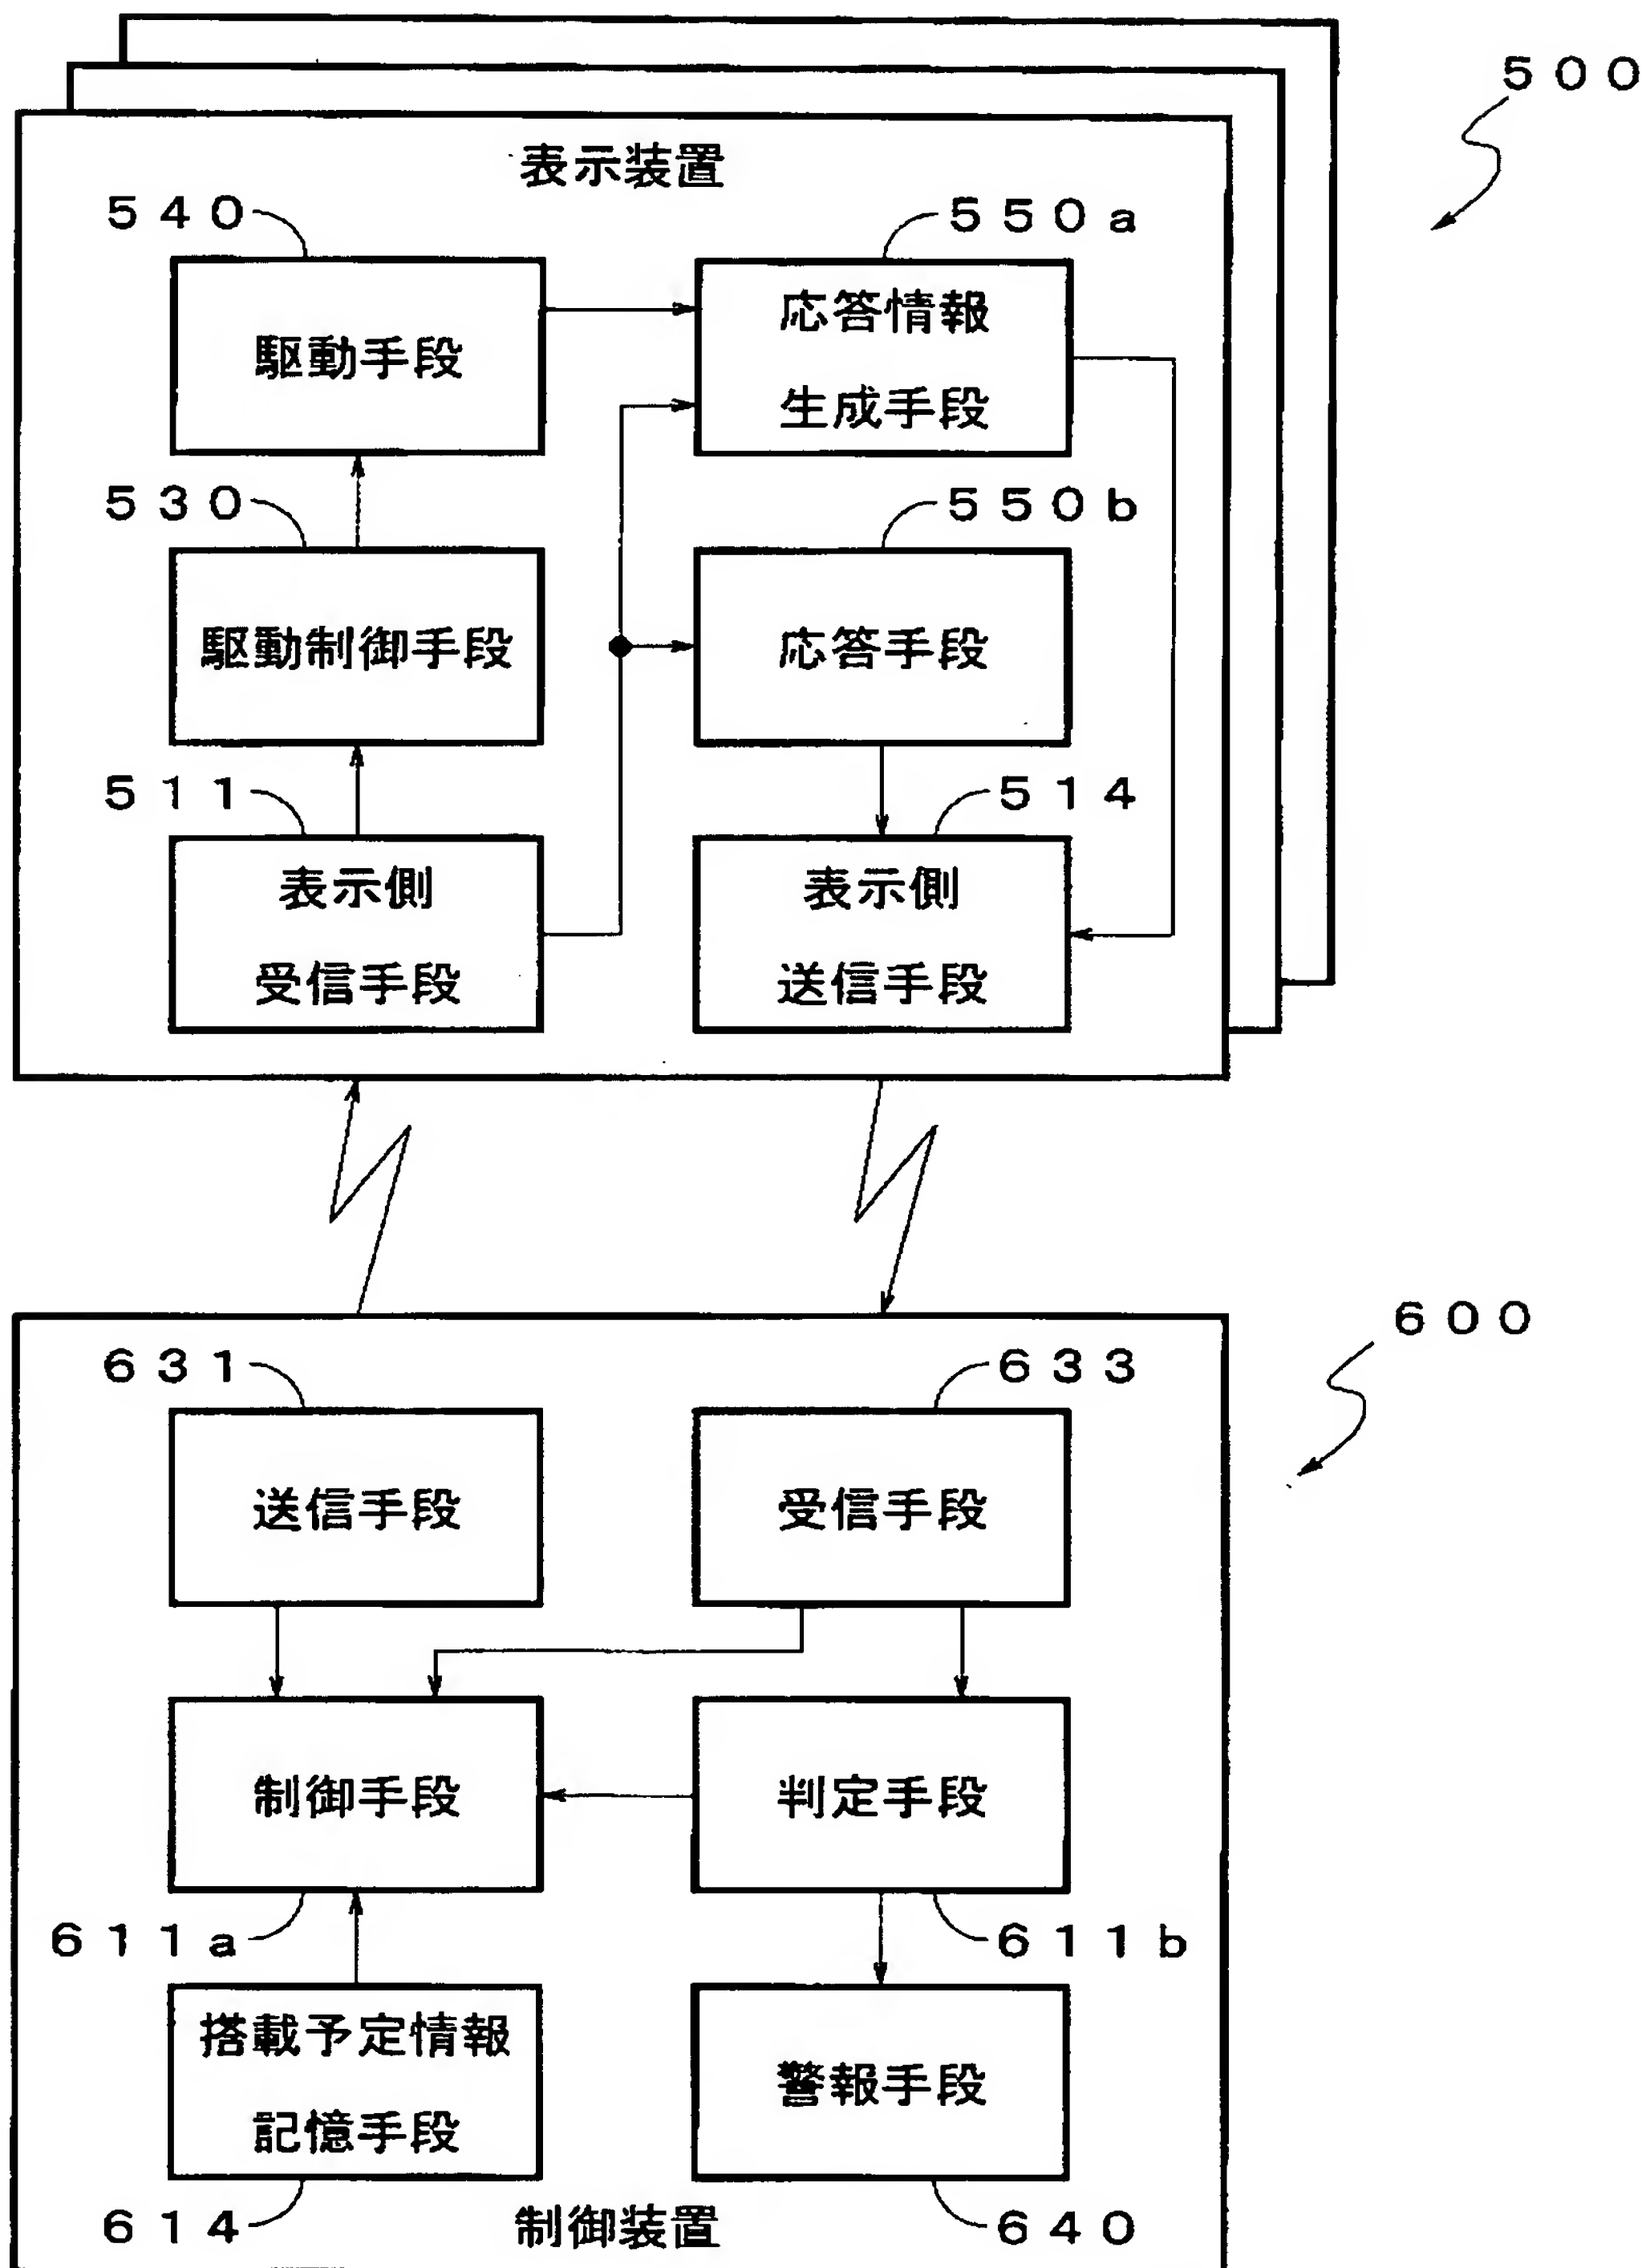 ５００
表示装置
５４０
５５０ａ
駆動手段
応答情報
生成手段
５３０
５５０ｂ
駆動制御手段
応答手段
５１１
５１４
表示側
受信手段
表示側
送信手段
６００
６３１
６３３
送信手段
受信手段
制御手段
判定手段
６１１ａ
６１１ｂ
搭載予定情報
記憶手段
警報手段
６１４
制御装置
６４０